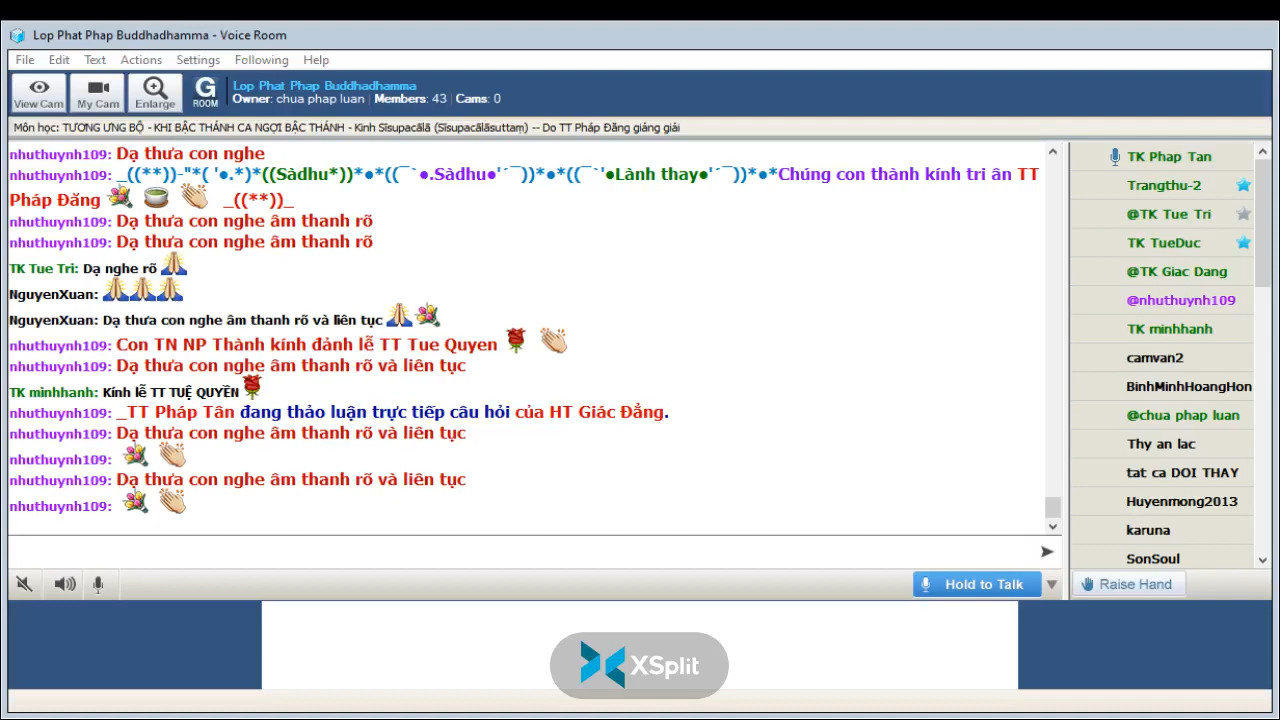 Lop Phat Phap Buddhadhamma - Voice Room
File Edit Text Actions Settings Following Help
View Cam My Cam Enlarge G ROOM
Lop Phat Phap Buddhadhamma
Owner: chua phap luan | Members: 43 | Cams: 0
Môn học: TƯƠNG ƯNG BỘ - KHI BẬC THÁNH CA NGỢI BẬC THÁNH - Kinh Sīsupacālā (Sīsupacālāsuttaṃ) -- Do TT Pháp Đăng giảng giải
nhuthuynh109: Dạ thưa con nghe
nhuthuynh109: _((**))-"*( '●.*)*((Sàdhu*))*●*((¯`●.Sàdhu●'´¯))*●*((¯`'●Lành thay●'´¯))*●*Chúng con thành kính tri ân TT
Pháp Đăng _((**))_
nhuthuynh109: Dạ thưa con nghe âm thanh rõ
nhuthuynh109: Dạ thưa con nghe âm thanh rõ
TK Tue Tri: Dạ nghe rõ
NguyenXuan:
NguyenXuan: Dạ thưa con nghe âm thanh rõ và liên tục
nhuthuynh109: Con TN NP Thành kính đảnh lễ TT Tue Quyen
nhuthuynh109: Dạ thưa con nghe âm thanh rõ và liên tục
TK minhhanh: Kính lễ TT TUỆ QUYỀN
nhuthuynh109: _TT Pháp Tân đang thảo luận trực tiếp câu hỏi của HT Giác Đẳng.
nhuthuynh109: Dạ thưa con nghe âm thanh rõ và liên tục
nhuthuynh109:
nhuthuynh109: Dạ thưa con nghe âm thanh rõ và liên tục
nhuthuynh109:
TK Phap Tan
Trangthu-2
@TK Tue Tri
TK TueDuc
@TK Giac Dang
@nhuthuynh109
TK minhhanh
camvan2
BinhMinhHoangHon
@chua phap luan
Thy an lac
tat ca DOI THAY
Huyenmong2013
karuna
SonSoul
Hold to Talk
Raise Hand
XSplit